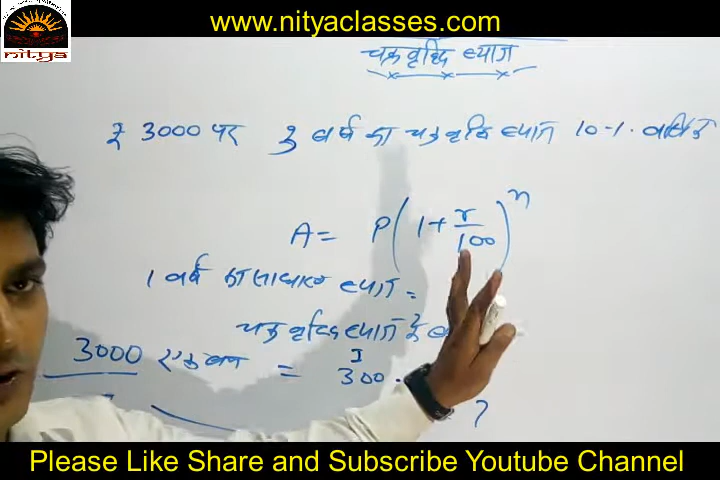 www.nityaclasses.com
nitya
चक्रवृद्धि ब्याज
₹ 3000 पर 3 वर्ष का चक्रवृद्धि ब्याज 10-1. वार्षिक
A = P(1+r/100)^n
1 वर्ष का साधारण ब्याज =
चक्रवृद्धि ब्याज के
3000 = I
300.
?
Please Like Share and Subscribe Youtube Channel